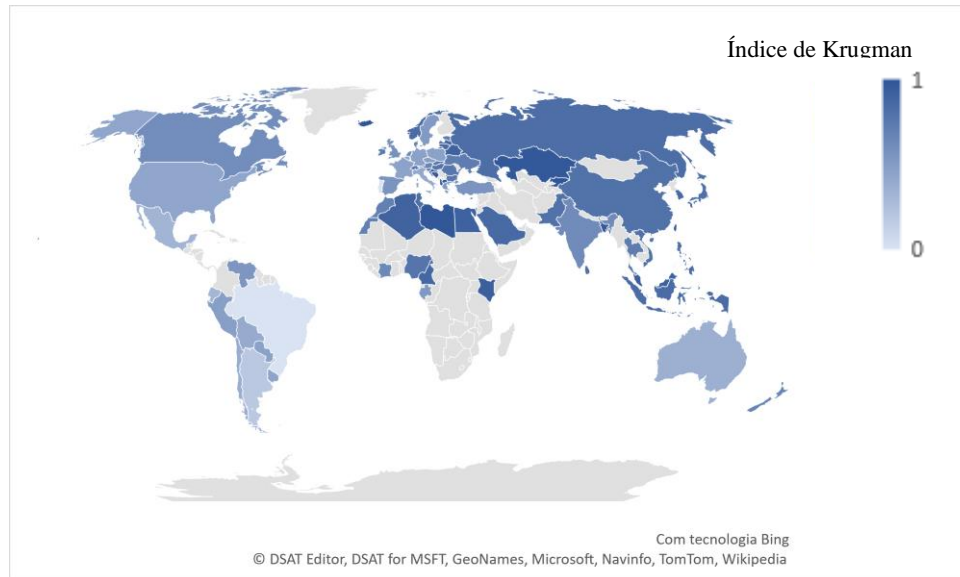 Índice de Krugman
1
0
Com tecnologia Bing
© DSAT Editor, DSAT for MSFT, GeoNames, Microsoft, Navinfo, TomTom, Wikipedia